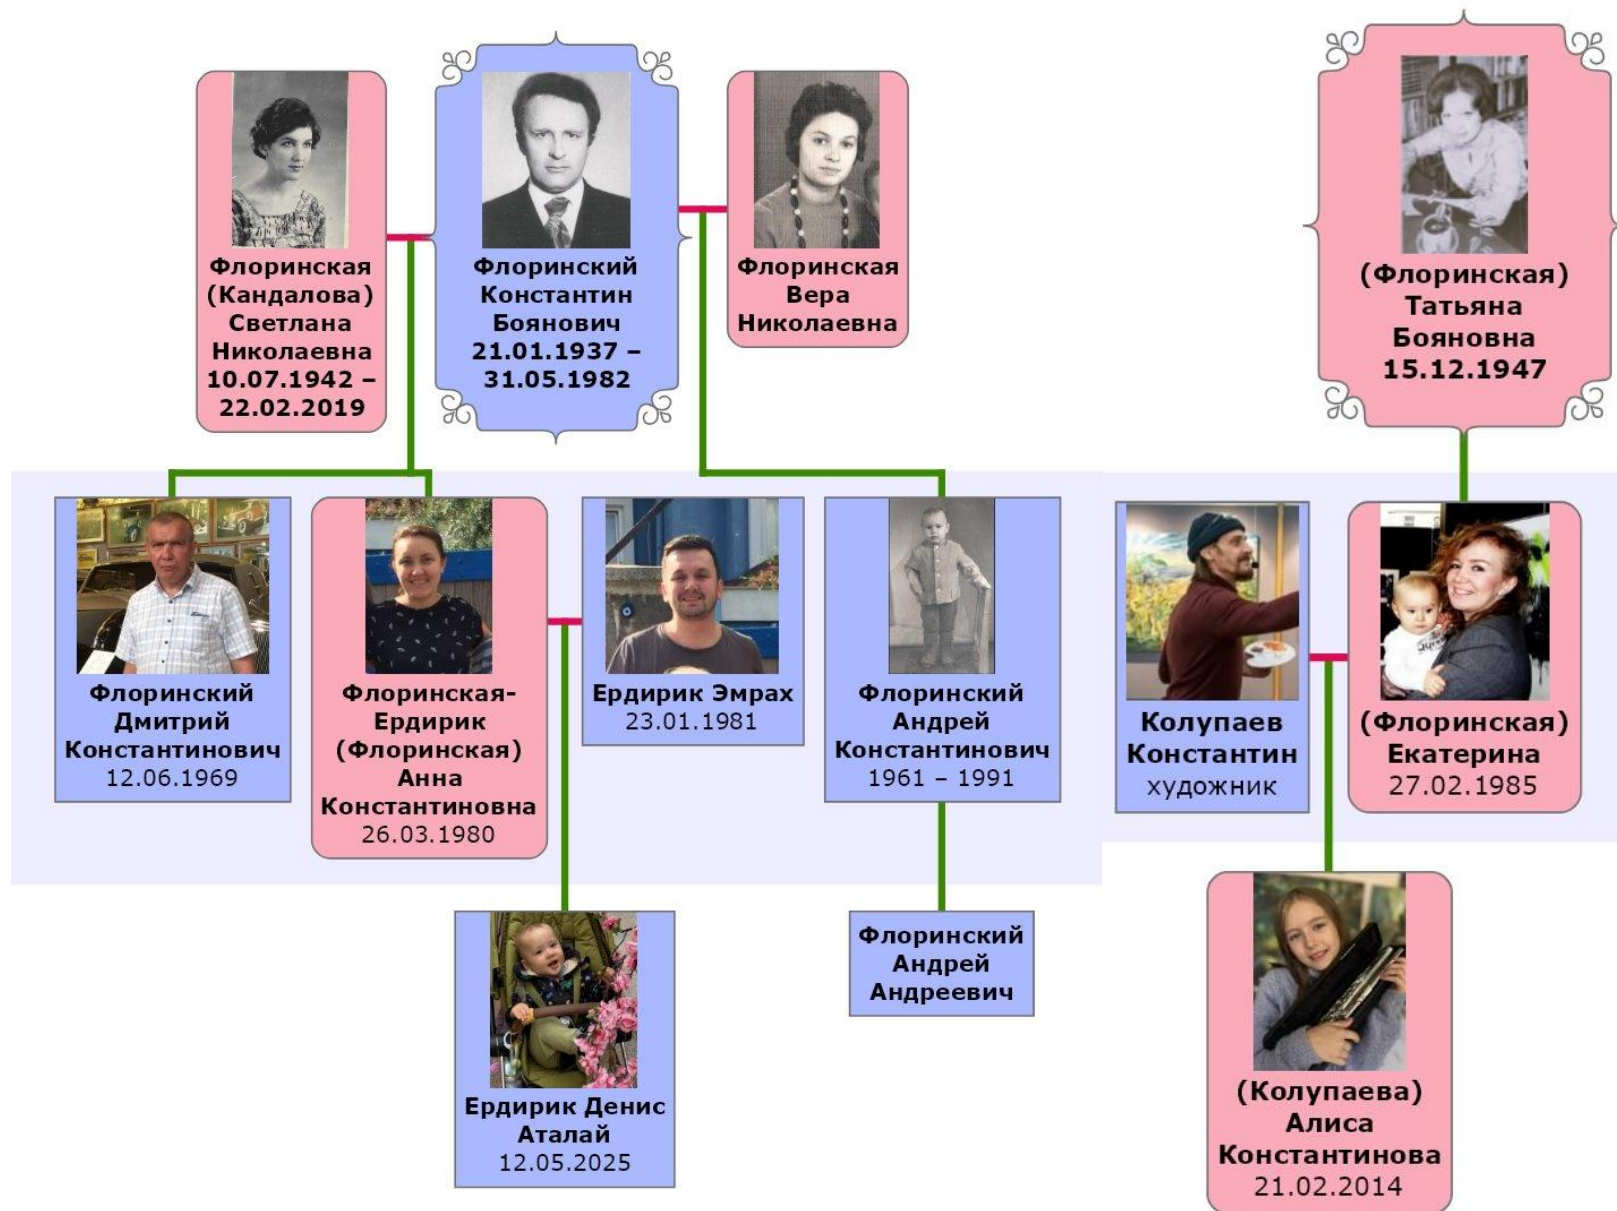 Флоринская
(Кандалова)
Светлана
Николаевна
10.07.1942 –
22.02.2019
Флоринский
Константин
Боянович
21.01.1937 –
31.05.1982
Флоринская
Вера
Николаевна
(Флоринская)
Татьяна
Бояновна
15.12.1947
Флоринский
Дмитрий
Константинович
12.06.1969
Флоринская-
Ердирик
(Флоринская)
Анна
Константиновна
26.03.1980
Ердирик Эмрах
23.01.1981
Флоринский
Андрей
Константинович
1961 – 1991
Колупаев
Константин
художник
(Флоринская)
Екатерина
27.02.1985
Ердирик Денис
Аталай
12.05.2025
Флоринский
Андрей
Андреевич
(Колупаева)
Алиса
Константинова
21.02.2014